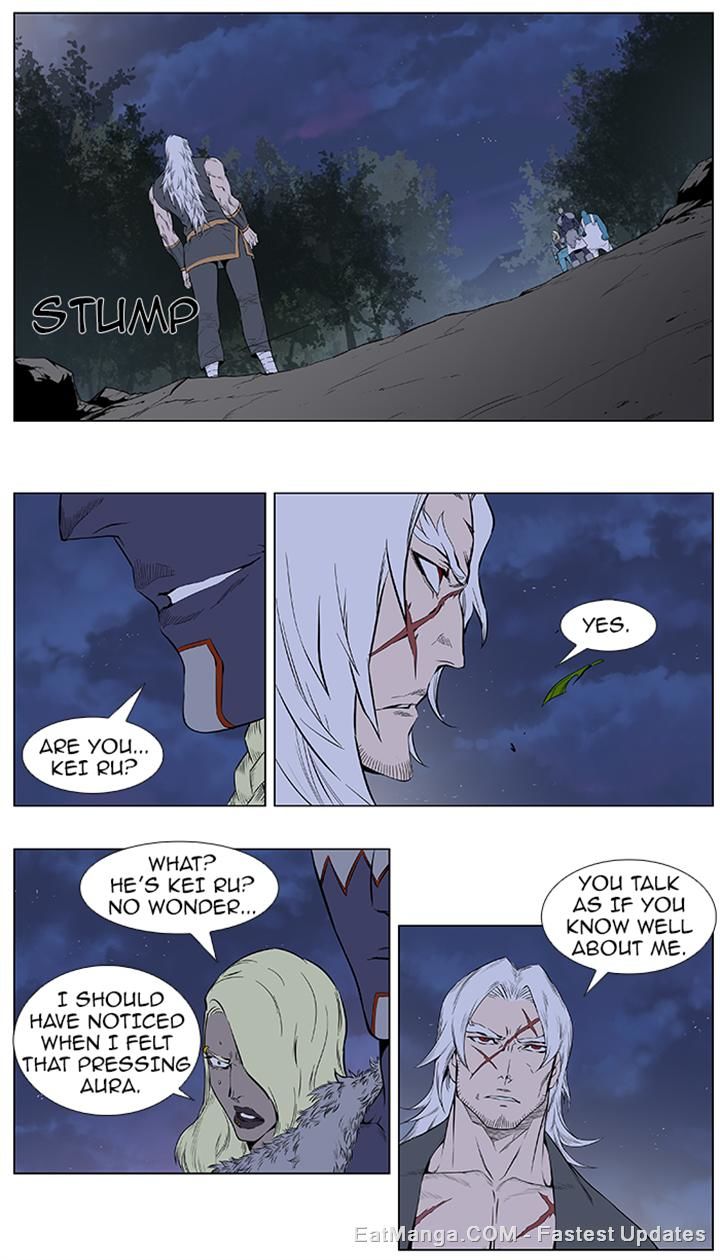 STUMP
ARE YOU...
KEI RU?
YES.
WHAT?
HE'S KEI RU?
NO WONDER...
I SHOULD
HAVE NOTICED
WHEN I FELT
THAT PRESSING
AURA.
YOU TALK
AS IF YOU
KNOW WELL
ABOUT ME.
EatManga.COM - Fastest Updates